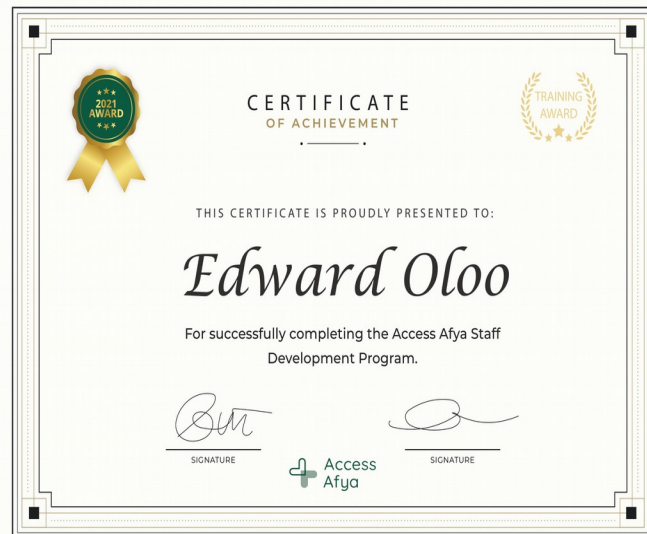 2021
AWARD
CERTIFICATE
OF ACHIEVEMENT
TRAINING
AWARD
THIS CERTIFICATE IS PROUDLY PRESENTED TO:
Edward Oloo
For successfully completing the Access Afya Staff
Development Program.
SIGNATURE
SIGNATURE
Access
Afya